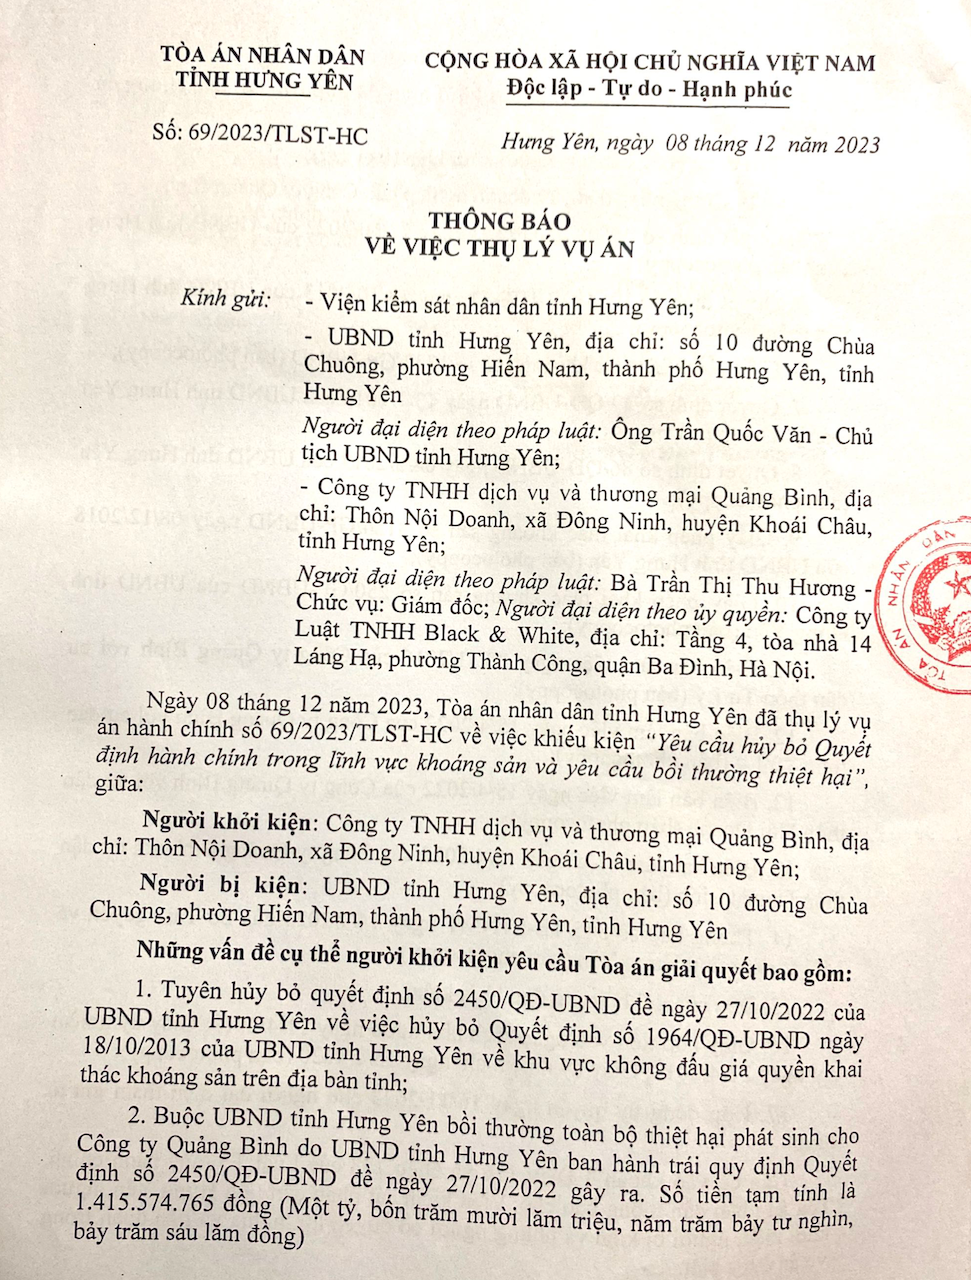 TÒA ÁN NHÂN DÂN
TỈNH HƯNG YÊN
CỘNG HÒA XÃ HỘI CHỦ NGHĨA VIỆT NAM
Độc lập - Tự do - Hạnh phúc
Số: 69/2023/TLST-HC
Hưng Yên, ngày 08 tháng 12 năm 2023
THÔNG BÁO
VỀ VIỆC THỤ LÝ VỤ ÁN
Kính gửi:
- Viện kiểm sát nhân dân tỉnh Hưng Yên;
- UBND tỉnh Hưng Yên, địa chỉ: số 10 đường Chùa
Chuông, phường Hiến Nam, thành phố Hưng Yên, tỉnh
Hưng Yên
Người đại diện theo pháp luật: Ông Trần Quốc Văn - Chủ
tịch UBND tỉnh Hưng Yên;
- Công ty TNHH dịch vụ và thương mại Quảng Bình, địa
chỉ: Thôn Nội Doanh, xã Đông Ninh, huyện Khoái Châu,
tỉnh Hưng Yên;
Người đại diện theo pháp luật: Bà Trần Thị Thu Hương -
Chức vụ: Giám đốc; Người đại diện theo ủy quyền: Công ty
Luật TNHH Black & White, địa chỉ: Tầng 4, tòa nhà 14
Láng Hạ, phường Thành Công, quận Ba Đình, Hà Nội.
TÒA ÁN NHÂN DÂN
Ngày 08 tháng 12 năm 2023, Tòa án nhân dân tỉnh Hưng Yên đã thụ lý vụ
án hành chính số 69/2023/TLST-HC về việc khiếu kiện “Yêu cầu hủy bỏ Quyết
định hành chính trong lĩnh vực khoáng sản và yêu cầu bồi thường thiệt hại”,
giữa:
Người khởi kiện: Công ty TNHH dịch vụ và thương mại Quảng Bình, địa
chỉ: Thôn Nội Doanh, xã Đông Ninh, huyện Khoái Châu, tỉnh Hưng Yên;
Người bị kiện: UBND tỉnh Hưng Yên, địa chỉ: số 10 đường Chùa
Chuông, phường Hiến Nam, thành phố Hưng Yên, tỉnh Hưng Yên
Những vấn đề cụ thể người khởi kiện yêu cầu Tòa án giải quyết bao gồm:
1. Tuyên hủy bỏ quyết định số 2450/QĐ-UBND đề ngày 27/10/2022 của
UBND tỉnh Hưng Yên về việc hủy bỏ Quyết định số 1964/QĐ-UBND ngày
18/10/2013 của UBND tỉnh Hưng Yên về khu vực không đấu giá quyền khai
thác khoáng sản trên địa bàn tỉnh;
2. Buộc UBND tỉnh Hưng Yên bồi thường toàn bộ thiệt hại phát sinh cho
Công ty Quảng Bình do UBND tỉnh Hưng Yên ban hành trái quy định Quyết
định số 2450/QĐ-UBND đề ngày 27/10/2022 gây ra. Số tiền tạm tính là
1.415.574.765 đồng (Một tỷ, bốn trăm mười lăm triệu, năm trăm bảy tư nghìn,
bảy trăm sáu lăm đồng)